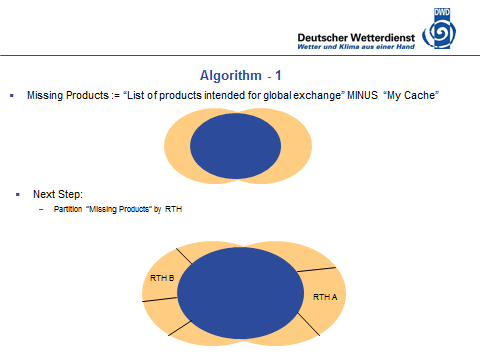 DWD
Deutscher Wetterdienst
Wetter und Klima aus einer Hand
Algorithm - 1
▪ Missing Products := “List of products intended for global exchange” MINUS “My Cache”
▪ Next Step:
– Partition “Missing Products” by RTH
RTH B
RTH A